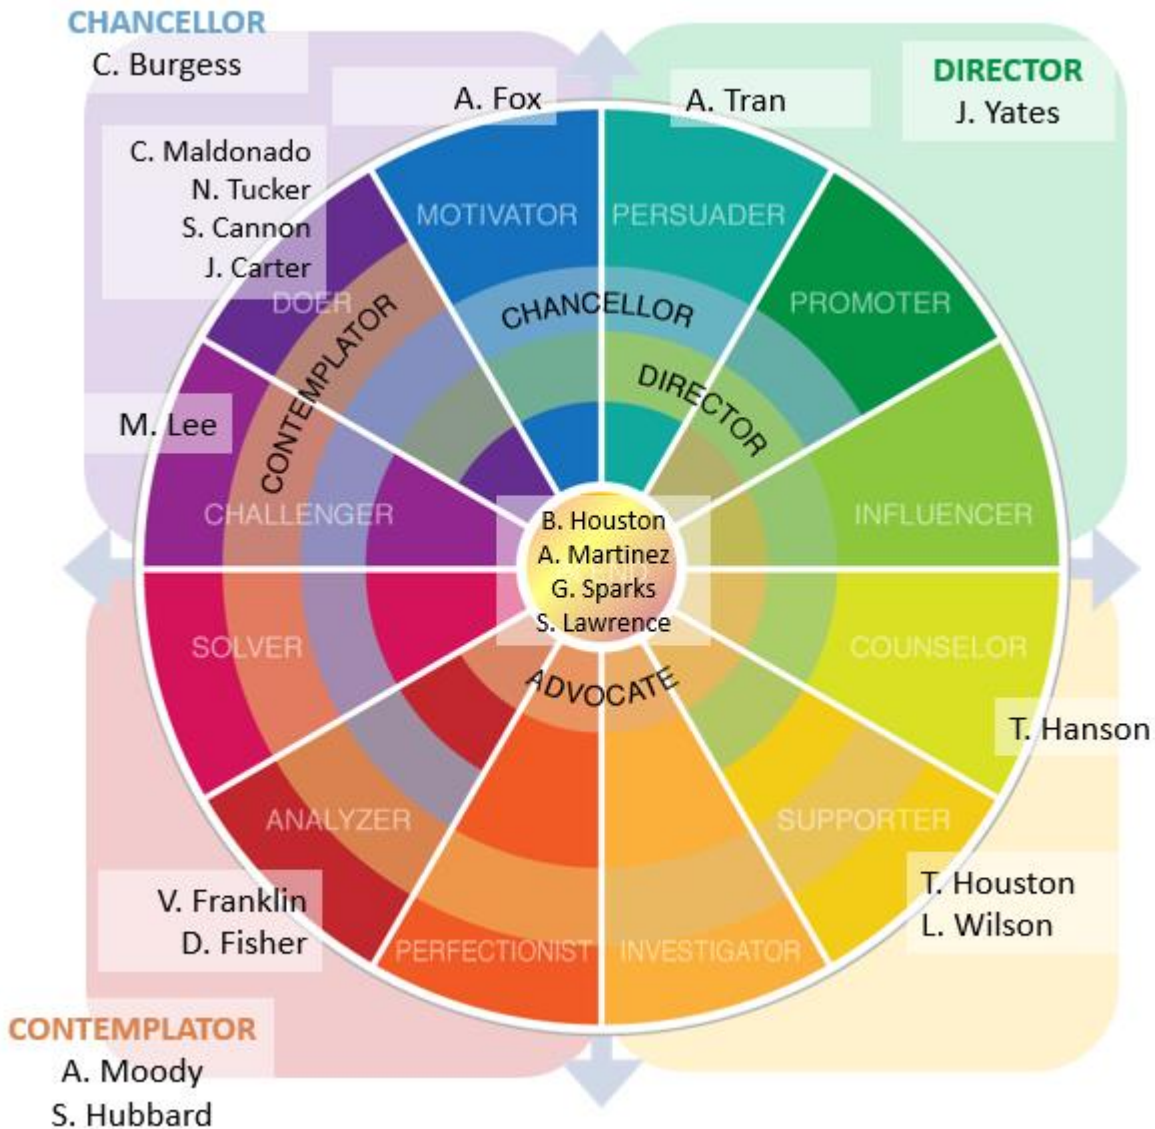 CHANCELLOR
C. Burgess
DIRECTOR
J. Yates
A. Fox
A. Tran
C. Maldonado
N. Tucker
S. Cannon
J. Carter
MOTIVATOR
PERSUADER
DOER
PROMOTER
CHANCELLOR
CONTEMPLATOR
DIRECTOR
M. Lee
CHALLENGER
INFLUENCER
B. Houston
A. Martinez
G. Sparks
S. Lawrence
SOLVER
COUNSELOR
ADVOCATE
T. Hanson
ANALYZER
SUPPORTER
V. Franklin
D. Fisher
T. Houston
L. Wilson
PERFECTIONIST
INVESTIGATOR
CONTEMPLATOR
A. Moody
S. Hubbard